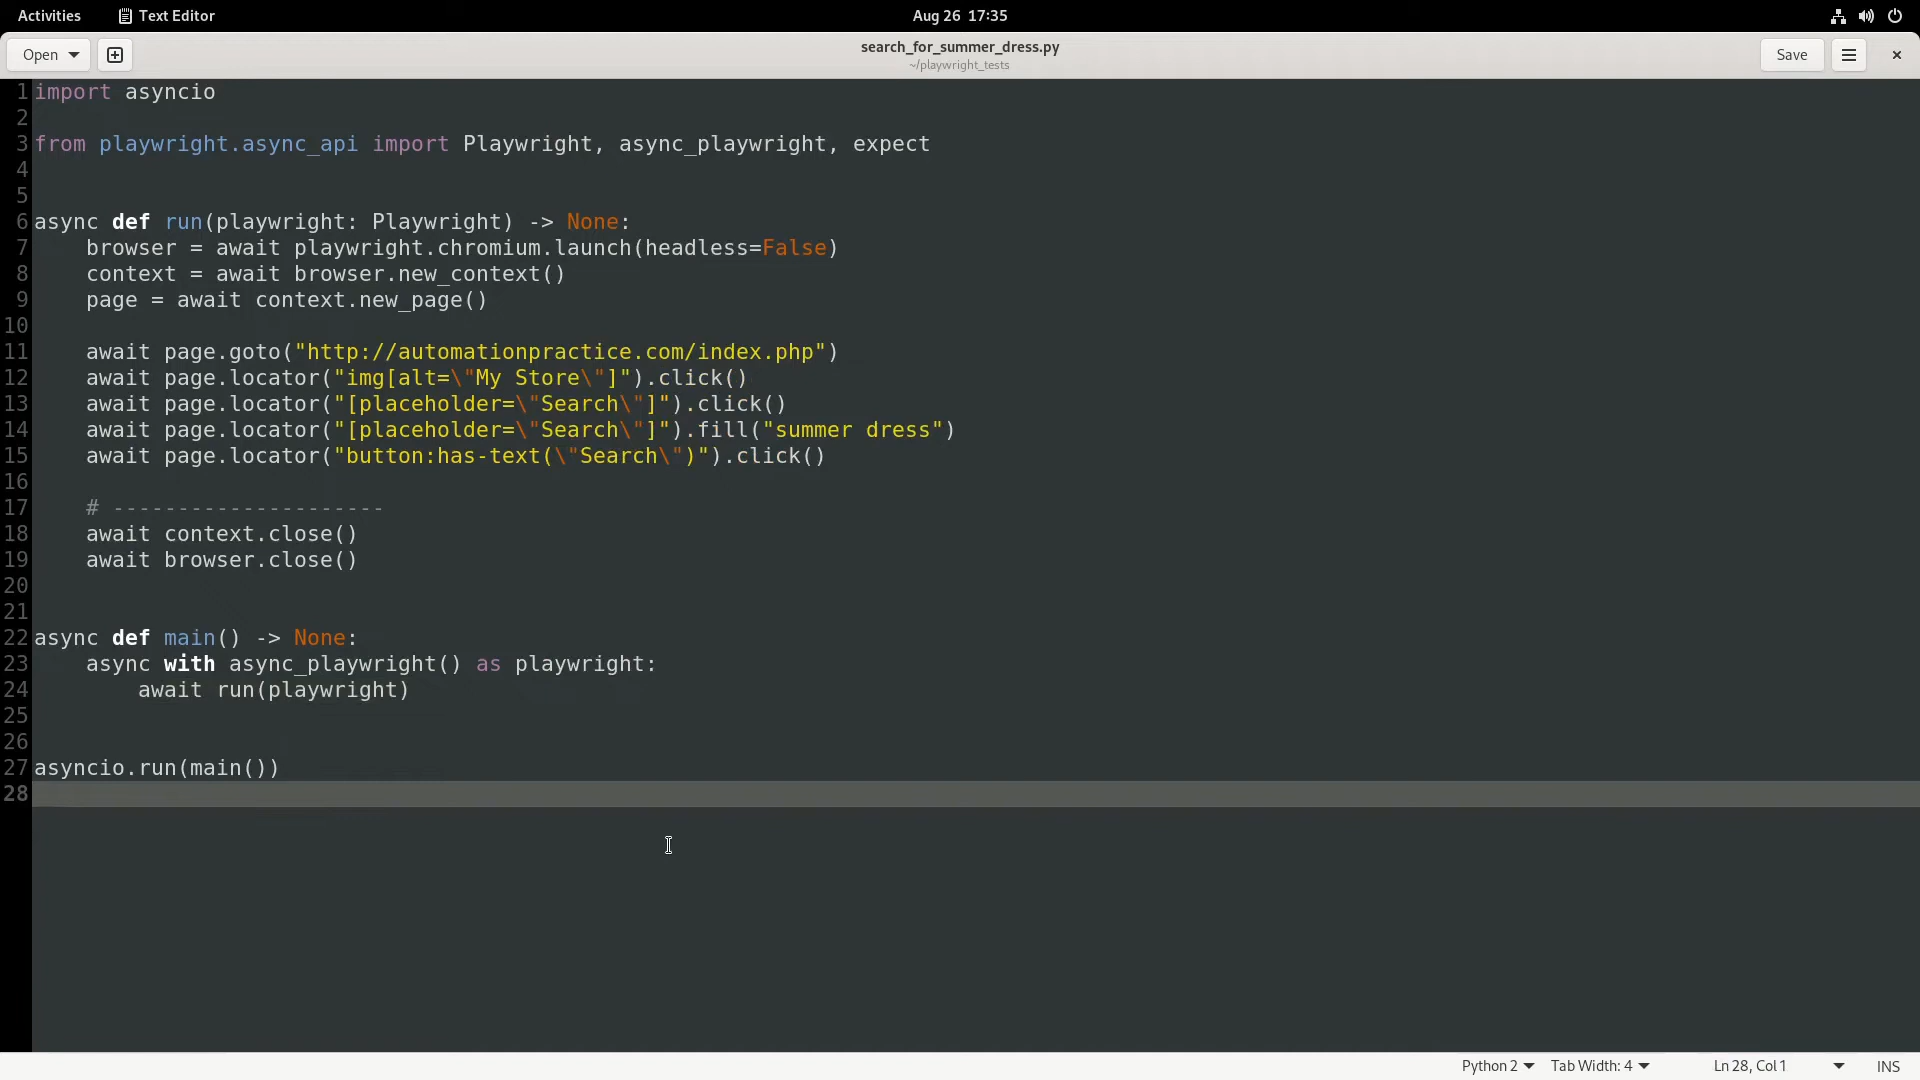 Activities Text Editor Aug 26 17:35
Open search_for_summer_dress.py Save
~/playwright_tests
1 import asyncio
2
3 from playwright.async_api import Playwright, async_playwright, expect
4
5
6 async def run(playwright: Playwright) -> None:
7     browser = await playwright.chromium.launch(headless=False)
8     context = await browser.new_context()
9     page = await context.new_page()
10
11     await page.goto("http://automationpractice.com/index.php")
12     await page.locator("img[alt=\"My Store\"]").click()
13     await page.locator("[placeholder=\"Search\"]").click()
14     await page.locator("[placeholder=\"Search\"]").fill("summer dress")
15     await page.locator("button:has-text(\"Search\")").click()
16
17     # ---------------------
18     await context.close()
19     await browser.close()
20
21
22 async def main() -> None:
23     async with async_playwright() as playwright:
24         await run(playwright)
25
26
27 asyncio.run(main())
28
Python 2 Tab Width: 4 Ln 28, Col 1 INS